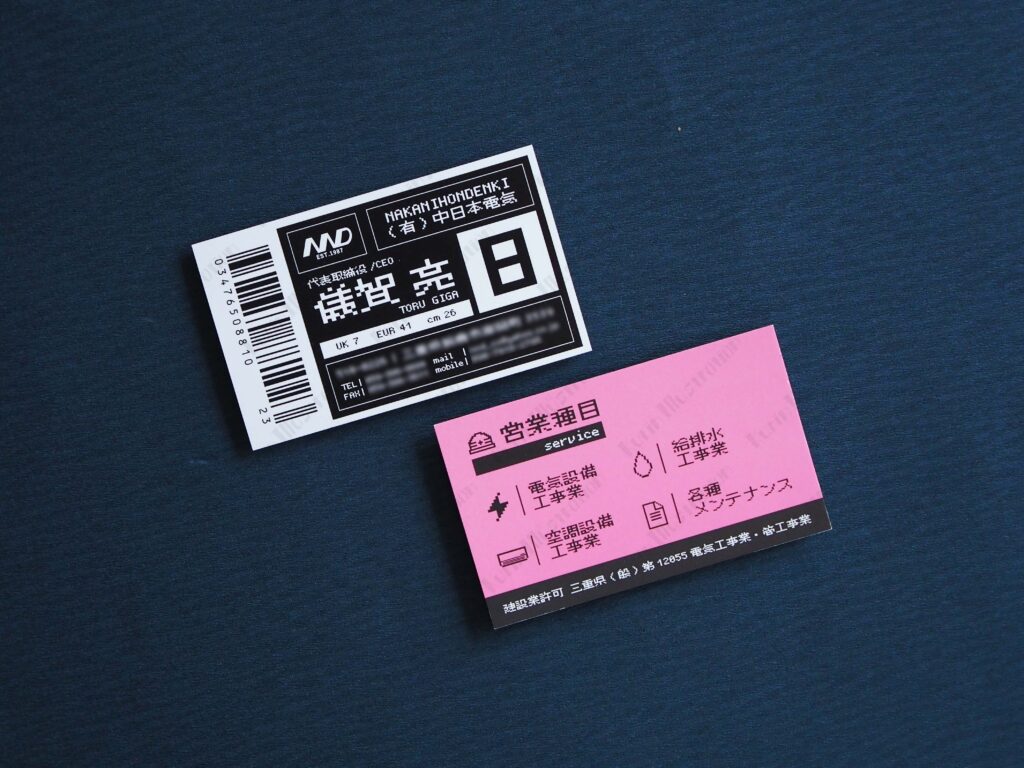 NAKANIHONDENKI
(有)中日本電気
NND
EST.1987
代表取締役/CEO
儀賀 亮
TORU GIGA
日
UK 7 EUR 41 cm 26
TEL| mail |
FAX| mobile|
03476508810
23
営業種目
service
電気設備
工事業
給排水
工事業
空調設備
工事業
各種
メンテナンス
建設業許可 三重県(般)第12055 電気工事業・管工事業